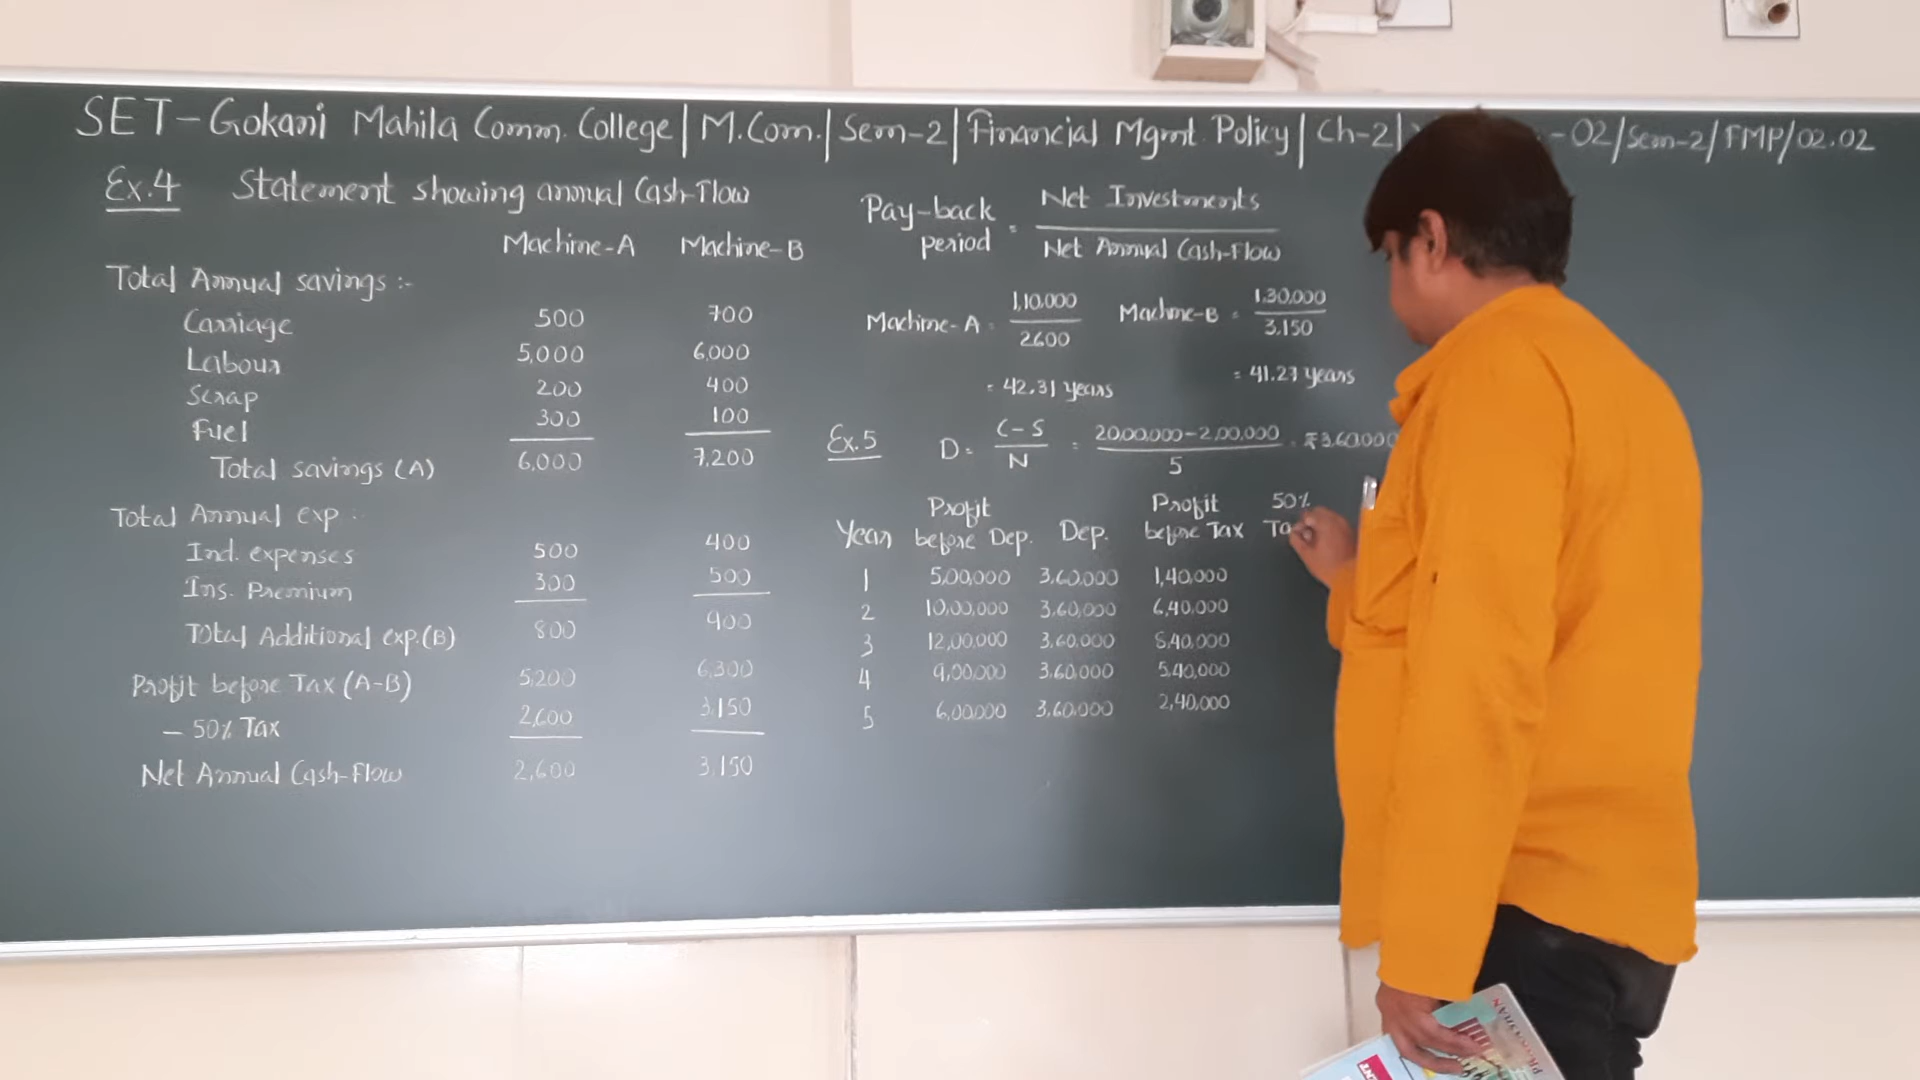 SET-Gokani Mahila Comm. College | M.Com. | Sem-2 | Financial Mgmt. Policy | Ch-2 | -02/Sem-2/FMP/02.02
Ex.4 Statement showing annual Cash-Flow
Machine-A Machine-B
Total Annual savings :-
Carriage 500 700
Labour 5,000 6,000
Scrap 200 400
Fuel 300 100
Total savings (A) 6,000 7,200
Total Annual exp :-
Ind. expenses 500 400
Ins. Premium 300 500
Total Additional exp.(B) 800 900
Profit before Tax (A-B) 5,200 6,300
- 50% Tax 2,600 3,150
Net Annual Cash-Flow 2,600 3,150
Pay-back period = Net Investments / Net Annual Cash-Flow
Machine-A = 1,10,000 / 2600 Machine-B = 1,30,000 / 3,150
= 42.31 years = 41.27 years
Ex.5 D = C-S / N = 20,00,000-2,00,000 / 5 = ₹3,60,000
Year Profit before Dep. Dep. Profit before Tax 50%
1 5,00,000 3,60,000 1,40,000
2 10,00,000 3,60,000 6,40,000
3 12,00,000 3,60,000 8,40,000
4 9,00,000 3,60,000 5,40,000
5 6,00,000 3,60,000 2,40,000